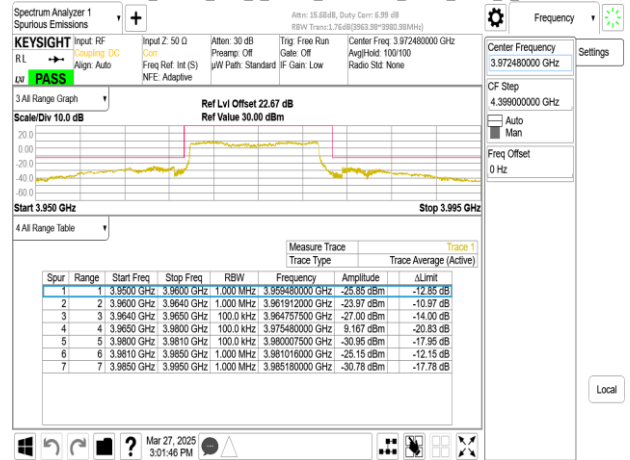 Spectrum Analyzer 1
Spurious Emissions
Attn: 15.68dB, Duty Corr: 6.99 dB
RBW Trans:1.76dB(3963.98~3980.98MHz)
Frequency
KEYSIGHT
RL
PASS
Input: RF
Coupling: DC
Align: Auto
Input Z: 50 Ω
Corr
Freq Ref: Int (S)
NFE: Adaptive
Atten: 30 dB
Preamp: Off
µW Path: Standard
Trig: Free Run
Gate: Off
IF Gain: Low
Center Freq: 3.972480000 GHz
Avg|Hold: 100/100
Radio Std: None
Center Frequency
3.972480000 GHz
Settings
CF Step
4.399000000 GHz
Auto
Man
Freq Offset
0 Hz
3 All Range Graph
Scale/Div 10.0 dB
Ref Lvl Offset 22.67 dB
Ref Value 30.00 dBm
20.0
0.00
-20.0
-40.0
-60.0
Start 3.950 GHz
Stop 3.995 GHz
4 All Range Table
Measure Trace Trace 1
Trace Type Trace Average (Active)
Spur Range Start Freq Stop Freq RBW Frequency Amplitude ΔLimit
1 1 3.9500 GHz 3.9600 GHz 1.000 MHz 3.959480000 GHz -25.85 dBm -12.85 dB
2 2 3.9600 GHz 3.9640 GHz 1.000 MHz 3.961912000 GHz -23.97 dBm -10.97 dB
3 3 3.9640 GHz 3.9650 GHz 100.0 kHz 3.964757500 GHz -27.00 dBm -14.00 dB
4 4 3.9650 GHz 3.9800 GHz 100.0 kHz 3.975480000 GHz 9.167 dBm -20.83 dB
5 5 3.9800 GHz 3.9810 GHz 100.0 kHz 3.980007500 GHz -30.95 dBm -17.95 dB
6 6 3.9810 GHz 3.9850 GHz 1.000 MHz 3.981016000 GHz -25.15 dBm -12.15 dB
7 7 3.9850 GHz 3.9950 GHz 1.000 MHz 3.985180000 GHz -30.78 dBm -17.78 dB
Local
?
Mar 27, 2025
3:01:46 PM